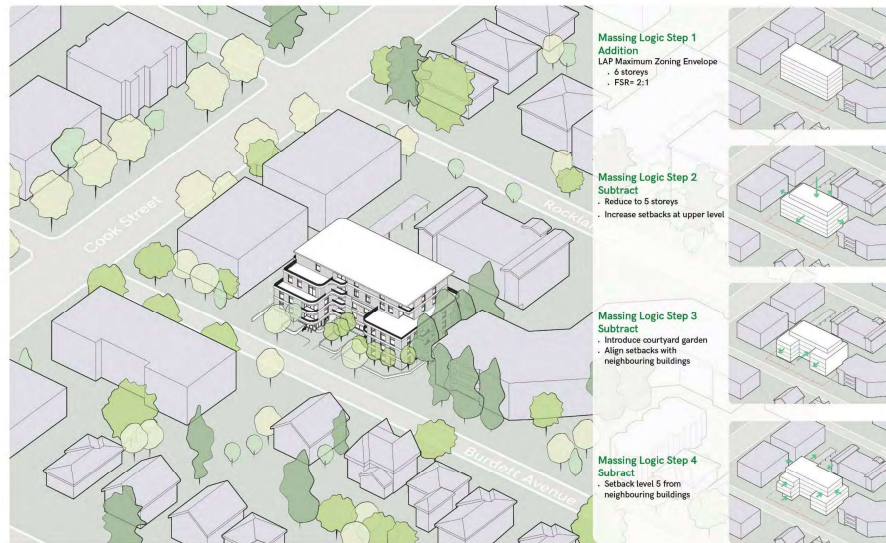 Cook Street
Rockla
Burdett Avenue
Massing Logic Step 1
Addition
LAP Maximum Zoning Envelope
. 6 storeys
. FSR= 2:1
Massing Logic Step 2
Subtract
. Reduce to 5 storeys
. Increase setbacks at upper level
Massing Logic Step 3
Subtract
. Introduce courtyard garden
. Align setbacks with
neighbouring buildings
Massing Logic Step 4
Subract
. Setback level 5 from
neighbouring buildings